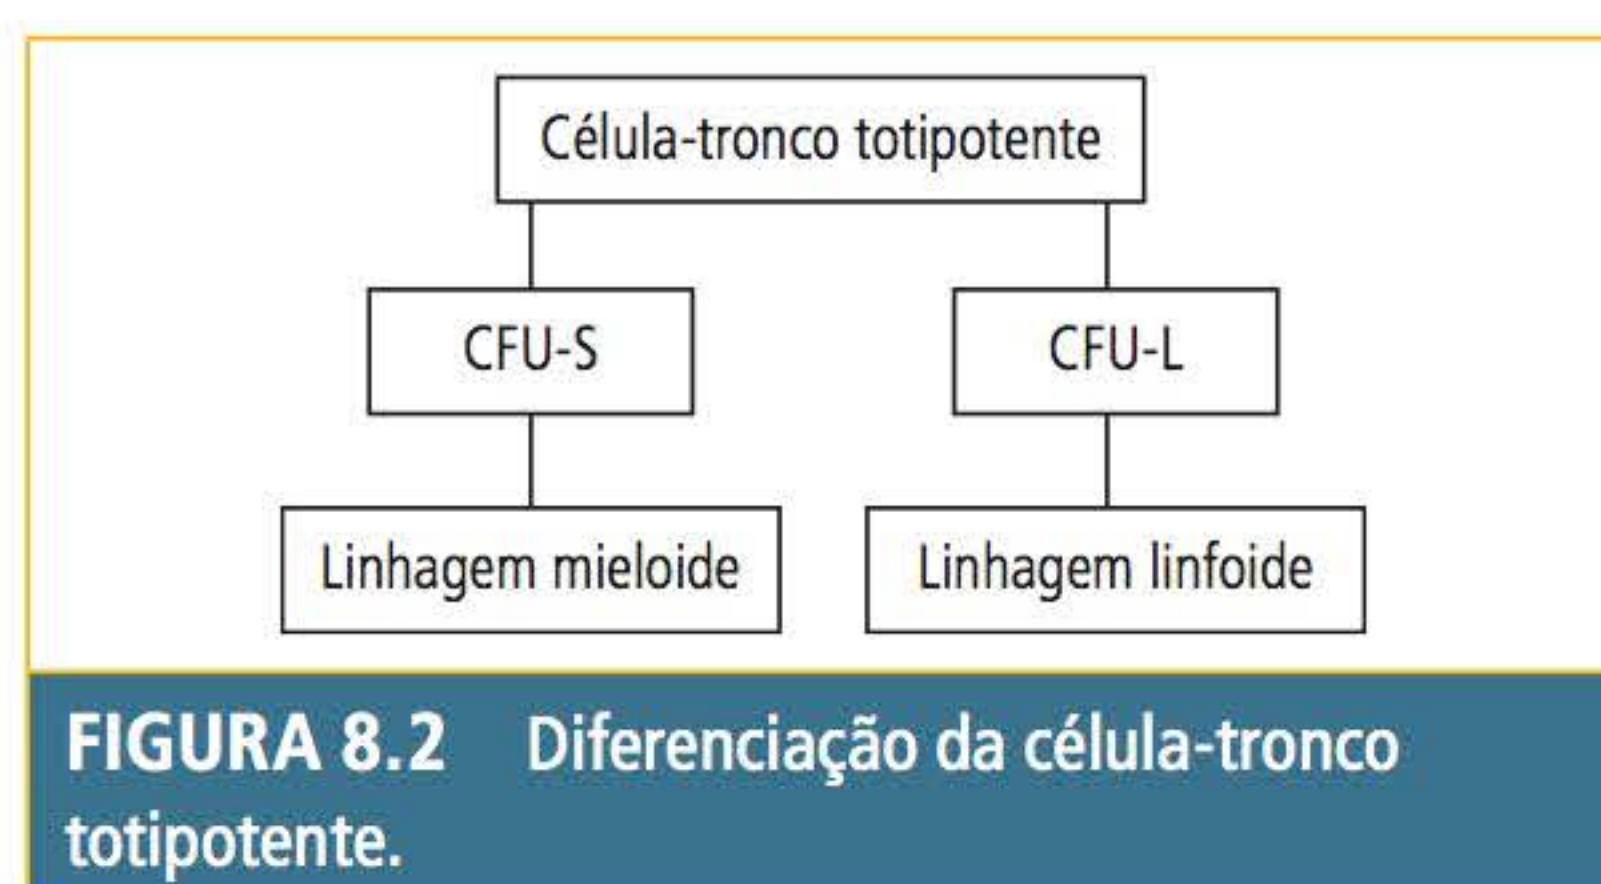 Célula-tronco totipotente
CFU-S
CFU-L
Linhagem mieloide
Linhagem linfoide
FIGURA 8.2 Diferenciação da célula-tronco
totipotente.